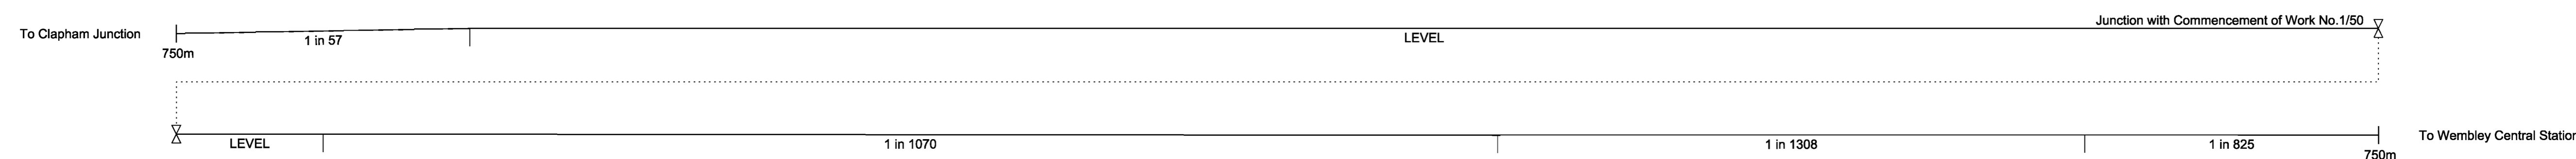 Junction with Commencement of Work No.1/50
To Clapham Junction
1 in 57
LEVEL
750m
LEVEL
1 in 1070
1 in 1308
1 in 825
To Wembley Central Station
750m